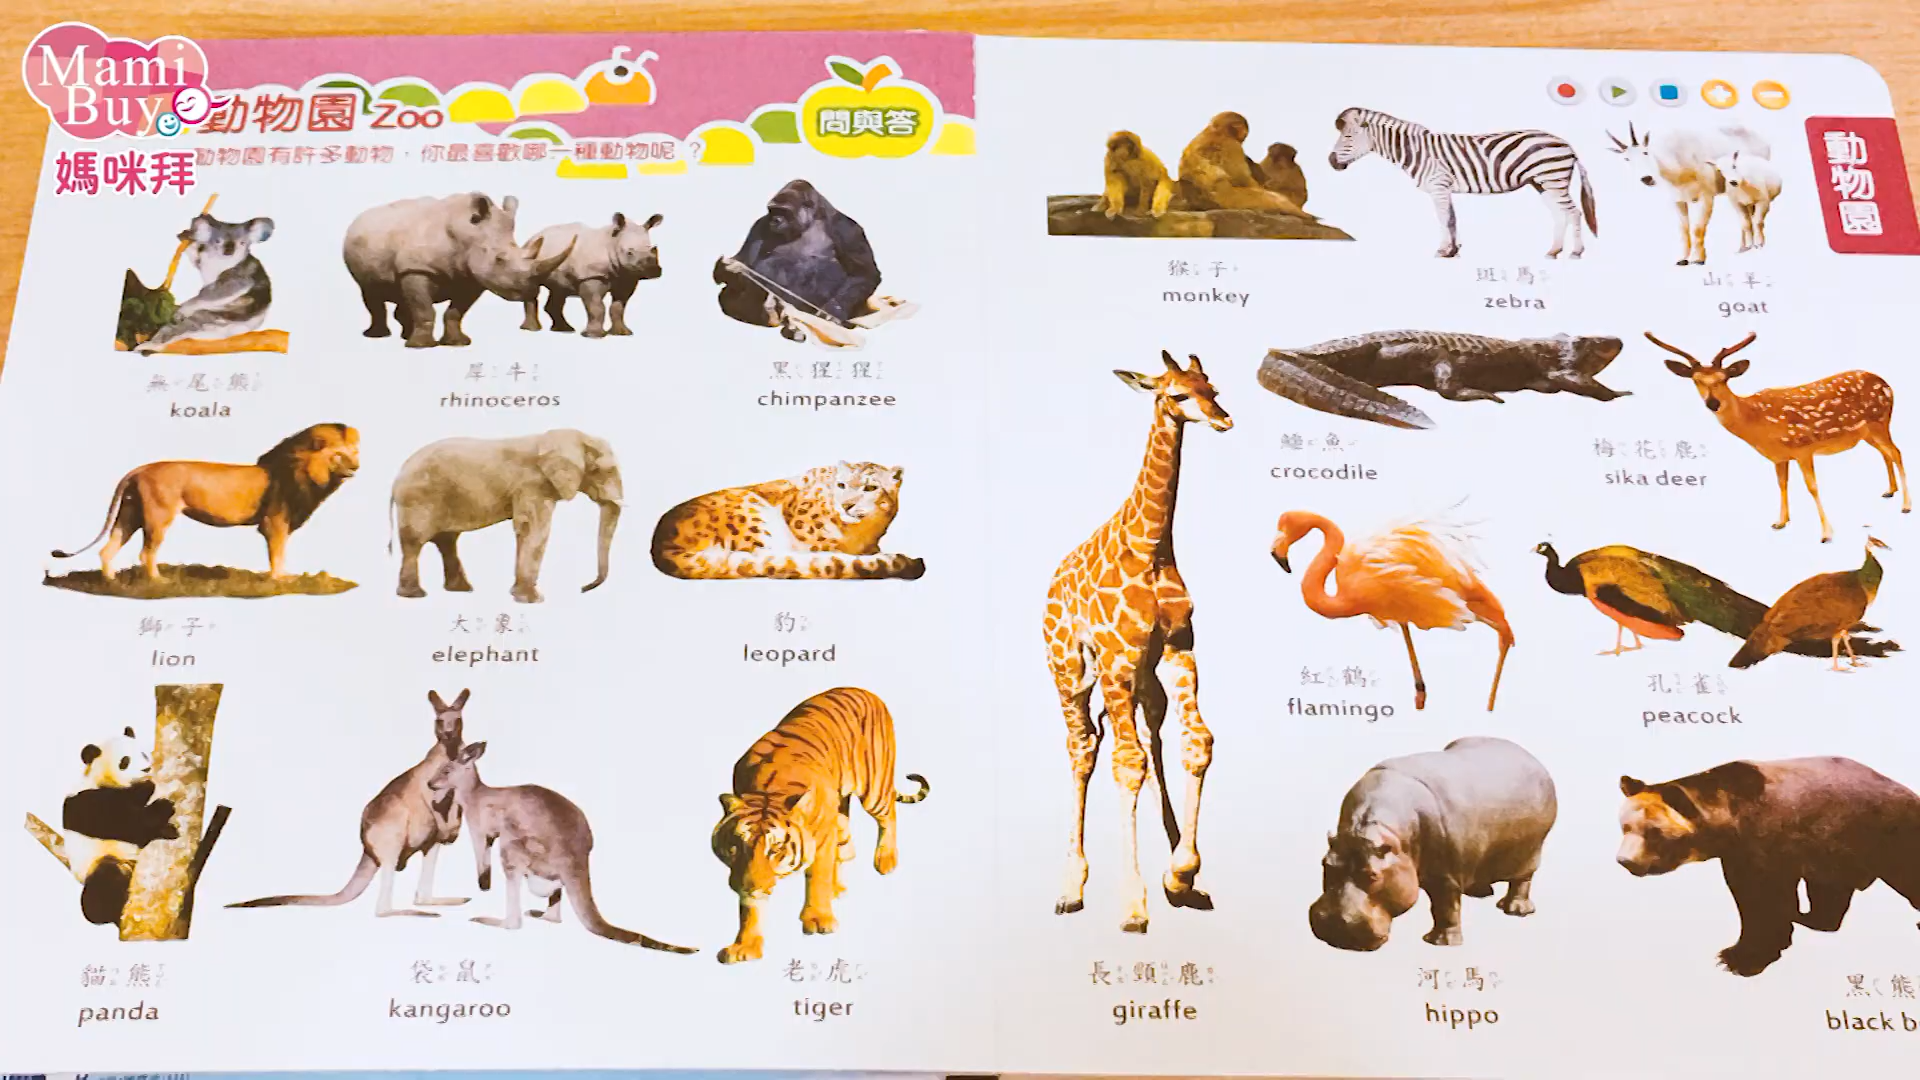 Mami
Buy
媽咪拜
動物園 Zoo
動物園有許多動物，你最喜歡哪一種動物呢？
問與答
無尾熊
koala
犀牛
rhinoceros
黑猩猩
chimpanzee
獅子
lion
大象
elephant
豹
leopard
貓熊
panda
袋鼠
kangaroo
老虎
tiger
動物園
猴子
monkey
斑馬
zebra
山羊
goat
鱷魚
crocodile
梅花鹿
sika deer
紅鶴
flamingo
孔雀
peacock
長頸鹿
giraffe
河馬
hippo
黑熊
black b